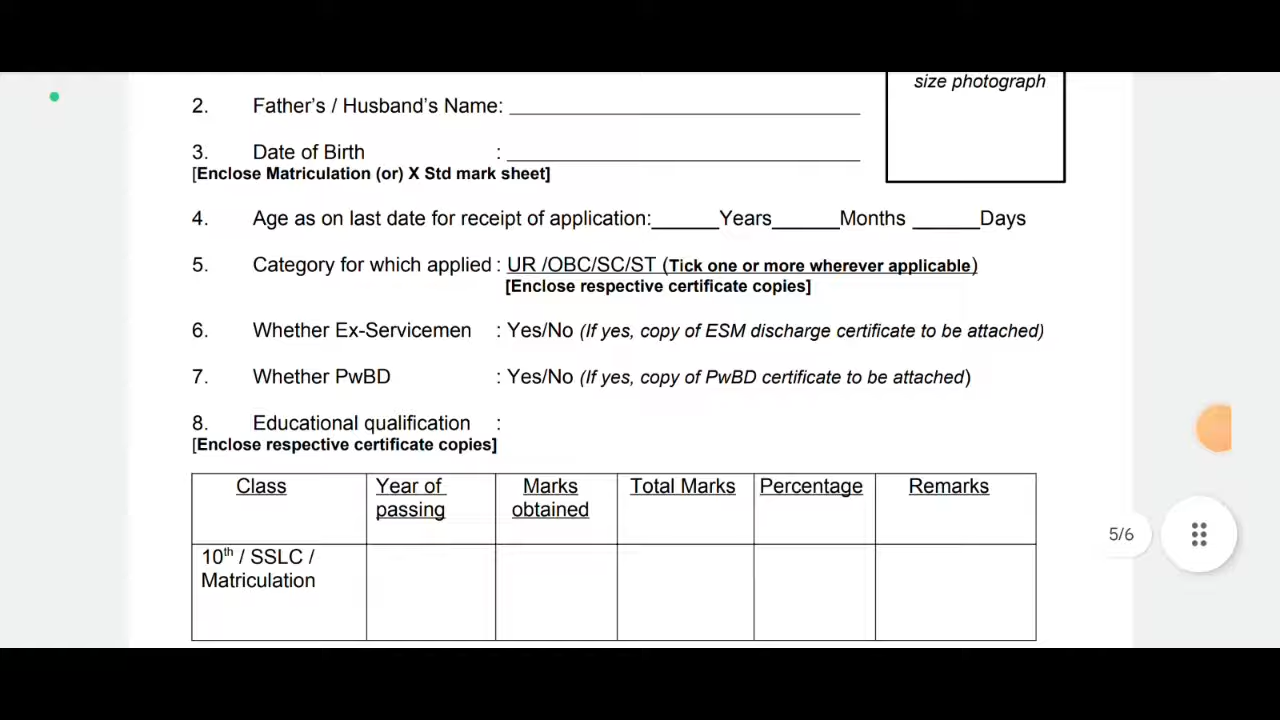 size photograph
2. Father's / Husband's Name: ____________________
3. Date of Birth : ____________________
[Enclose Matriculation (or) X Std mark sheet]
4. Age as on last date for receipt of application:______Years______Months ______Days
5. Category for which applied : UR /OBC/SC/ST (Tick one or more wherever applicable)
[Enclose respective certificate copies]
6. Whether Ex-Servicemen : Yes/No (If yes, copy of ESM discharge certificate to be attached)
7. Whether PwBD : Yes/No (If yes, copy of PwBD certificate to be attached)
8. Educational qualification :
[Enclose respective certificate copies]
Class Year of passing Marks obtained Total Marks Percentage Remarks
10th / SSLC /
Matriculation
5/6